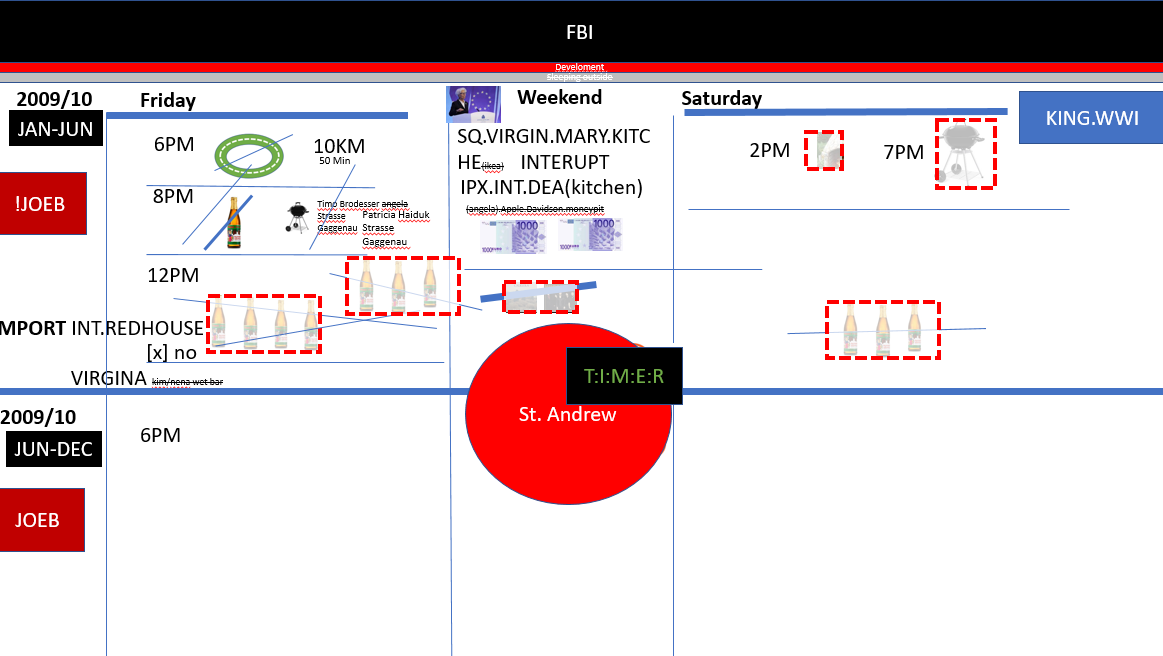 FBI
Develoment
Sleeping outside
2009/10
JAN-JUN
Friday
Weekend
Saturday
KING.WWI
6PM
10KM
50 Min
SQ.VIRGIN.MARY.KITC
HE(ikea) INTERUPT
IPX.INT.DEA(kitchen)
(angela) Apple.Davidson.moneypit
2PM
7PM
!JOEB
8PM
Timo Brodesser angela
Strasse
Gaggenau
Patricia Haiduk
Strasse
Gaggenau
12PM
MPORT INT.REDHOUSE
[x] no
VIRGINA kim/nena wet bar
T:I:M:E:R
St. Andrew
2009/10
JUN-DEC
6PM
JOEB